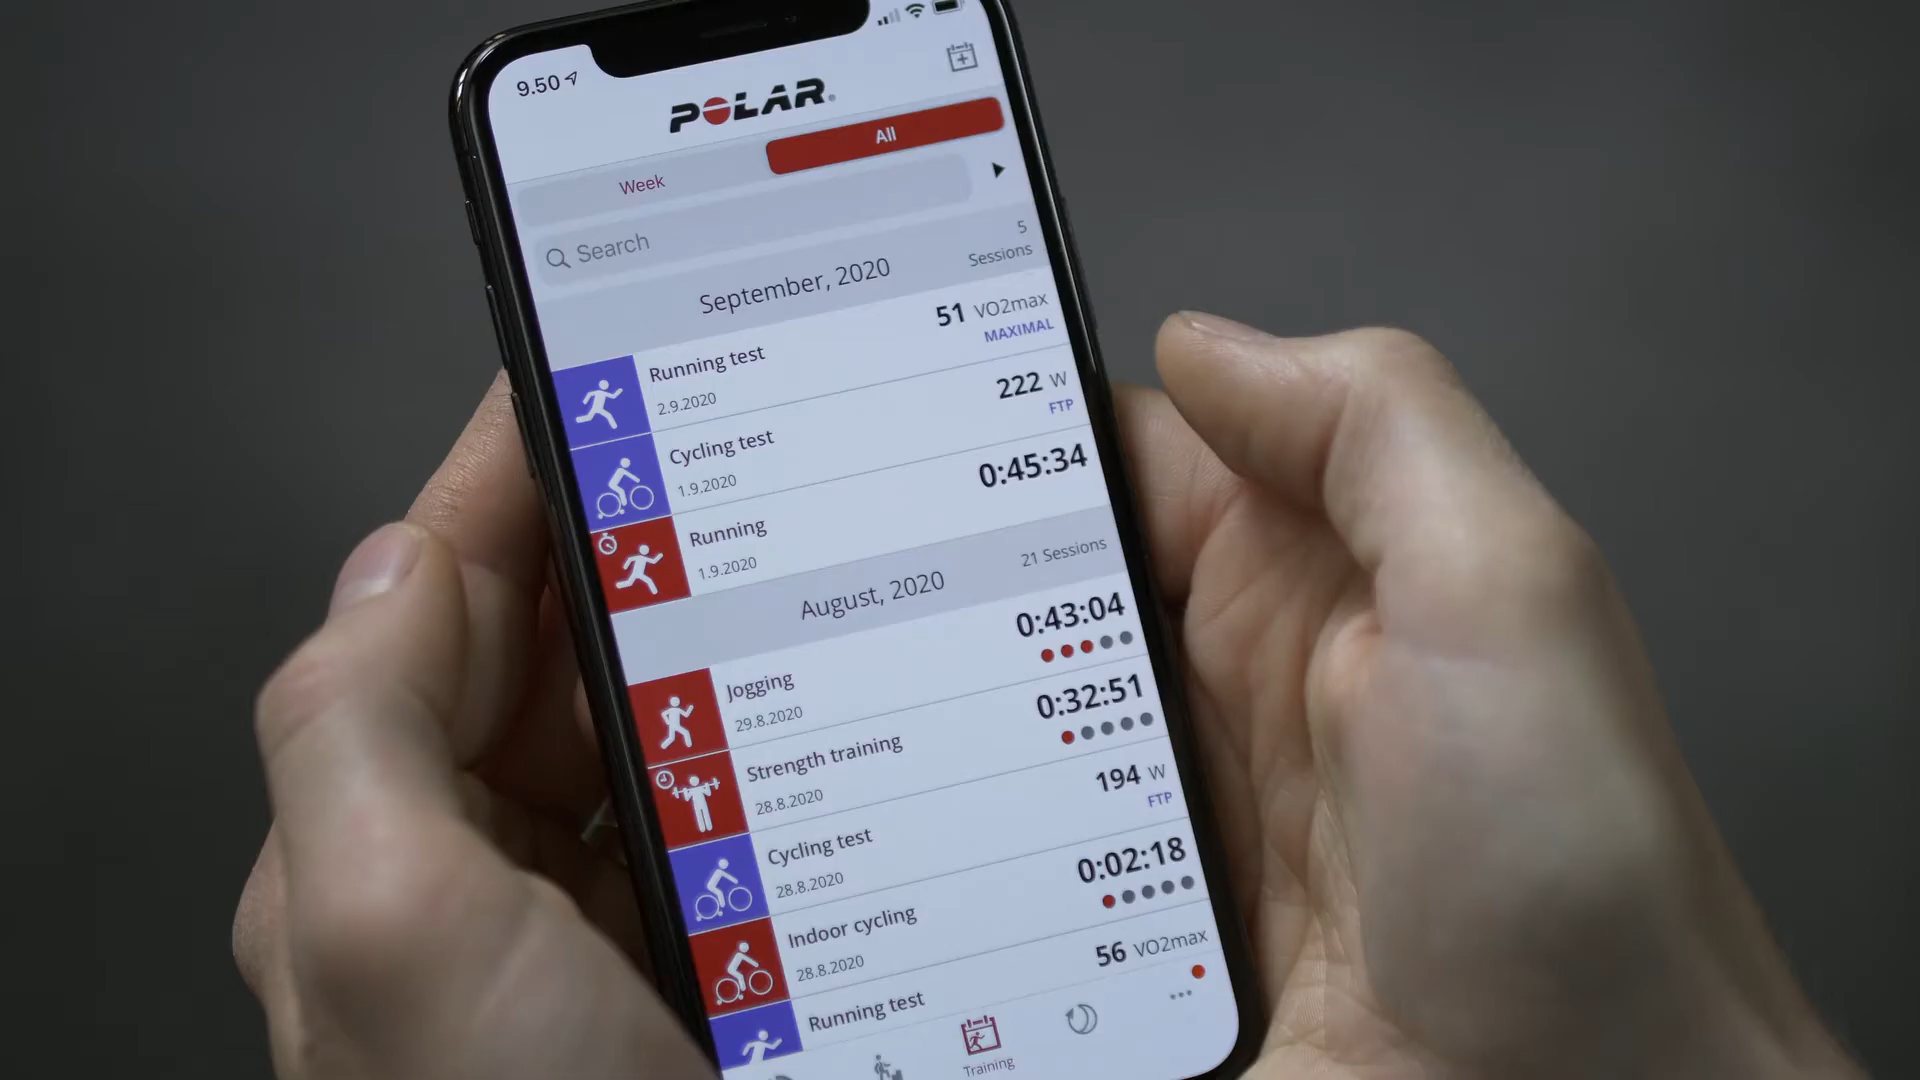 9.50
POLAR®
Week
All
Search
September, 2020
5
Sessions
Running test
2.9.2020
51 VO2max
MAXIMAL
Cycling test
1.9.2020
222 W
FTP
Running
1.9.2020
0:45:34
August, 2020
21 Sessions
Jogging
29.8.2020
0:43:04
Strength training
28.8.2020
0:32:51
Cycling test
28.8.2020
194 W
FTP
Indoor cycling
28.8.2020
0:02:18
Running test
56 VO2max
Training